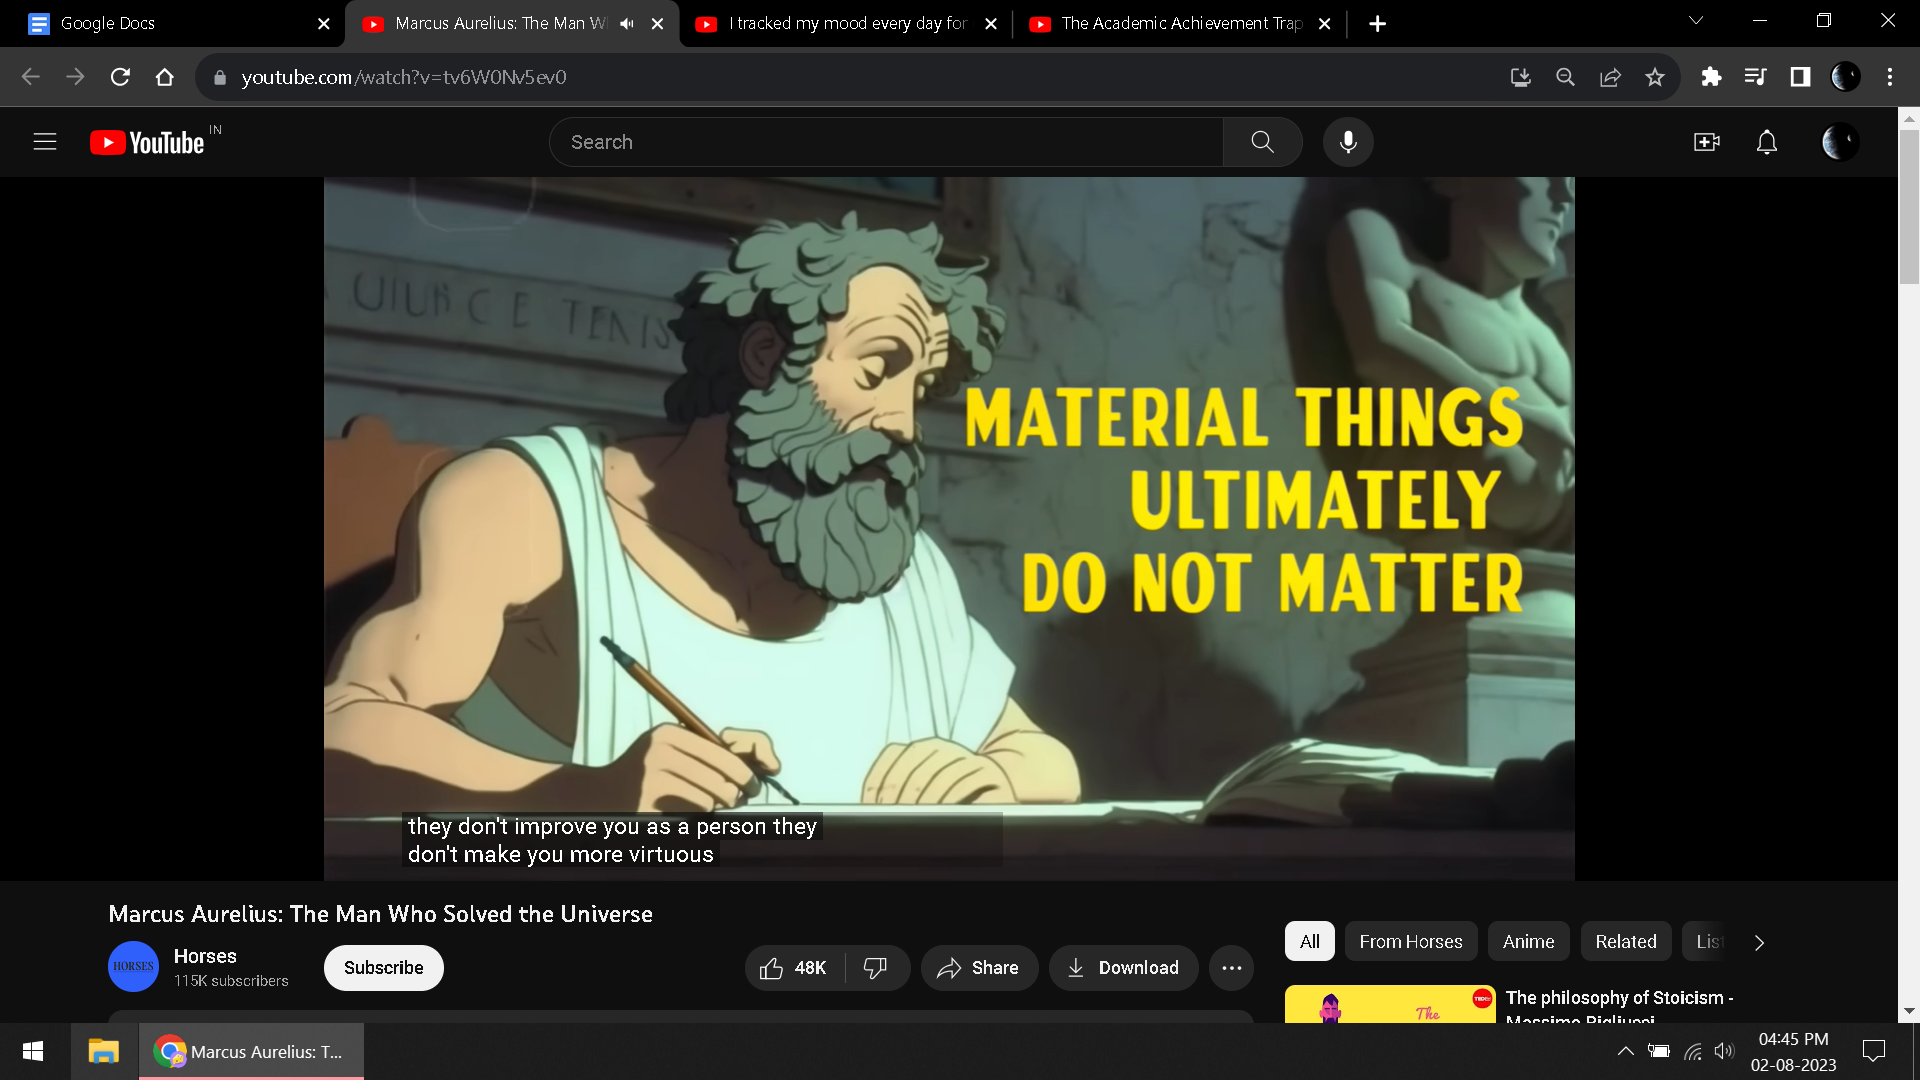 Google Docs
Marcus Aurelius: The Man W
I tracked my mood every day for
The Academic Achievement Trap
youtube.com/watch?v=tv6W0Nv5ev0
YouTube IN
Search
MATERIAL THINGS
ULTIMATELY
DO NOT MATTER
they don't improve you as a person they
don't make you more virtuous
Marcus Aurelius: The Man Who Solved the Universe
HORSES
Horses
115K subscribers
Subscribe
48K
Share
Download
All
From Horses
Anime
Related
The
The philosophy of Stoicism -
Massimo Pigliucci
Marcus Aurelius: T...
04:45 PM
02-08-2023